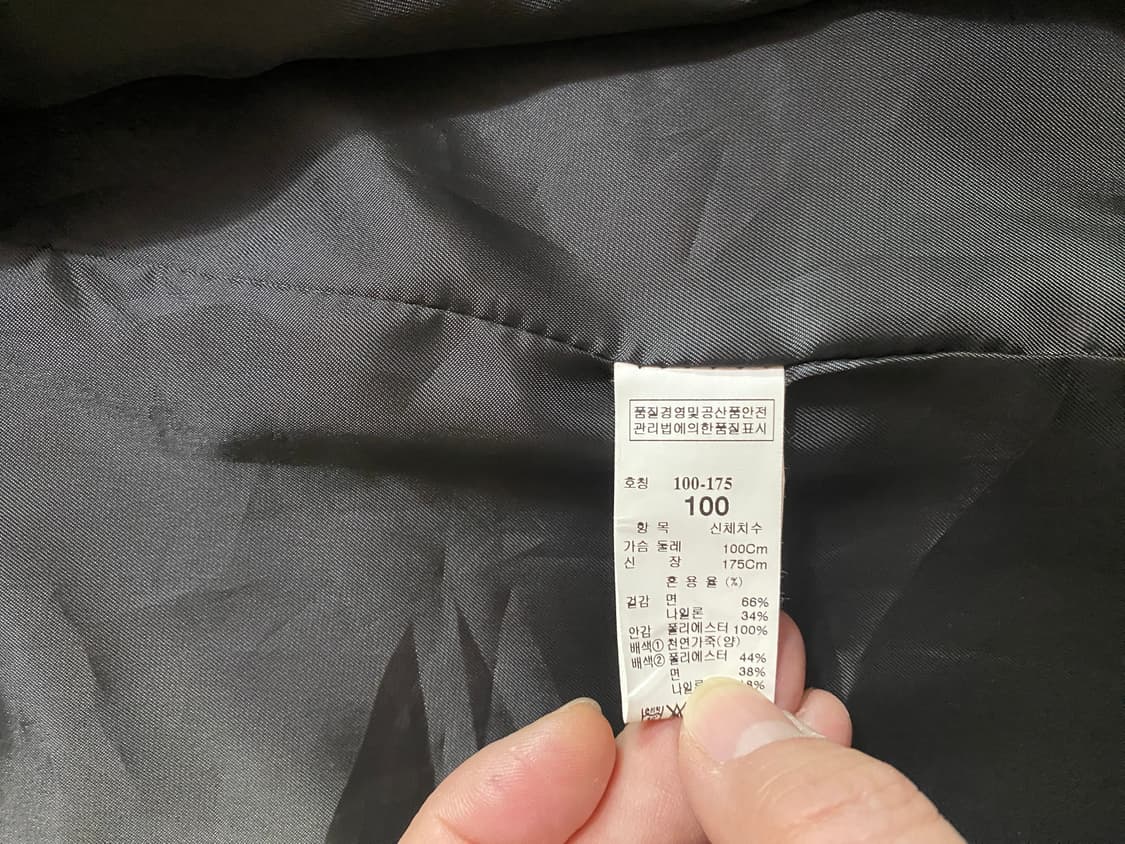 품질경영및공산품안전
관리법에의한품질표시
호칭 100-175
100
항 목 신체치수
가슴 둘레 100Cm
신 장 175Cm
혼 용 율 (%)
겉감 면 66%
나일론 34%
안감 폴리에스터 100%
배색① 천연가죽(양)
배색② 폴리에스터 44%
면 38%